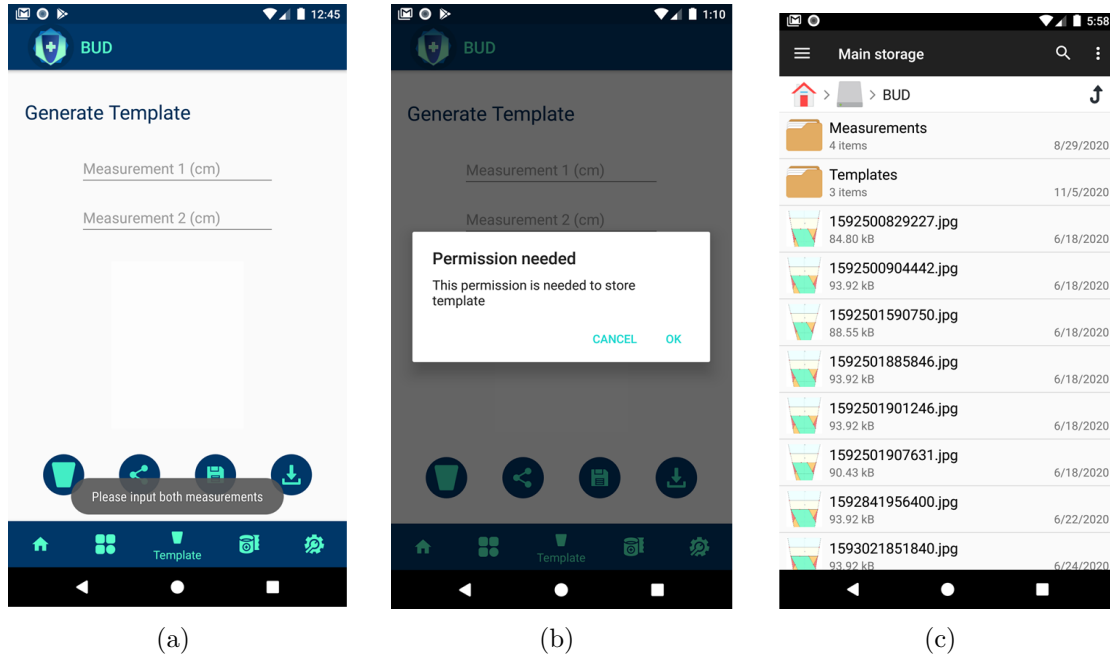 12:45
BUD
Generate Template
Measurement 1 (cm)
Measurement 2 (cm)
Please input both measurements
Template
(a)
1:10
BUD
Generate Template
Measurement 1 (cm)
Measurement 2 (cm)
Permission needed
This permission is needed to store
template
CANCEL OK
Template
(b)
5:58
Main storage
> > BUD
Measurements
4 items 8/29/2020
Templates
3 items 11/5/2020
1592500829227.jpg
84.80 kB 6/18/2020
1592500904442.jpg
93.92 kB 6/18/2020
1592501590750.jpg
88.55 kB 6/18/2020
1592501885846.jpg
93.92 kB 6/18/2020
1592501901246.jpg
93.92 kB 6/18/2020
1592501907631.jpg
90.43 kB 6/18/2020
1592841956400.jpg
93.92 kB 6/22/2020
1593021851840.jpg
93.92 kB 6/24/2020
(c)